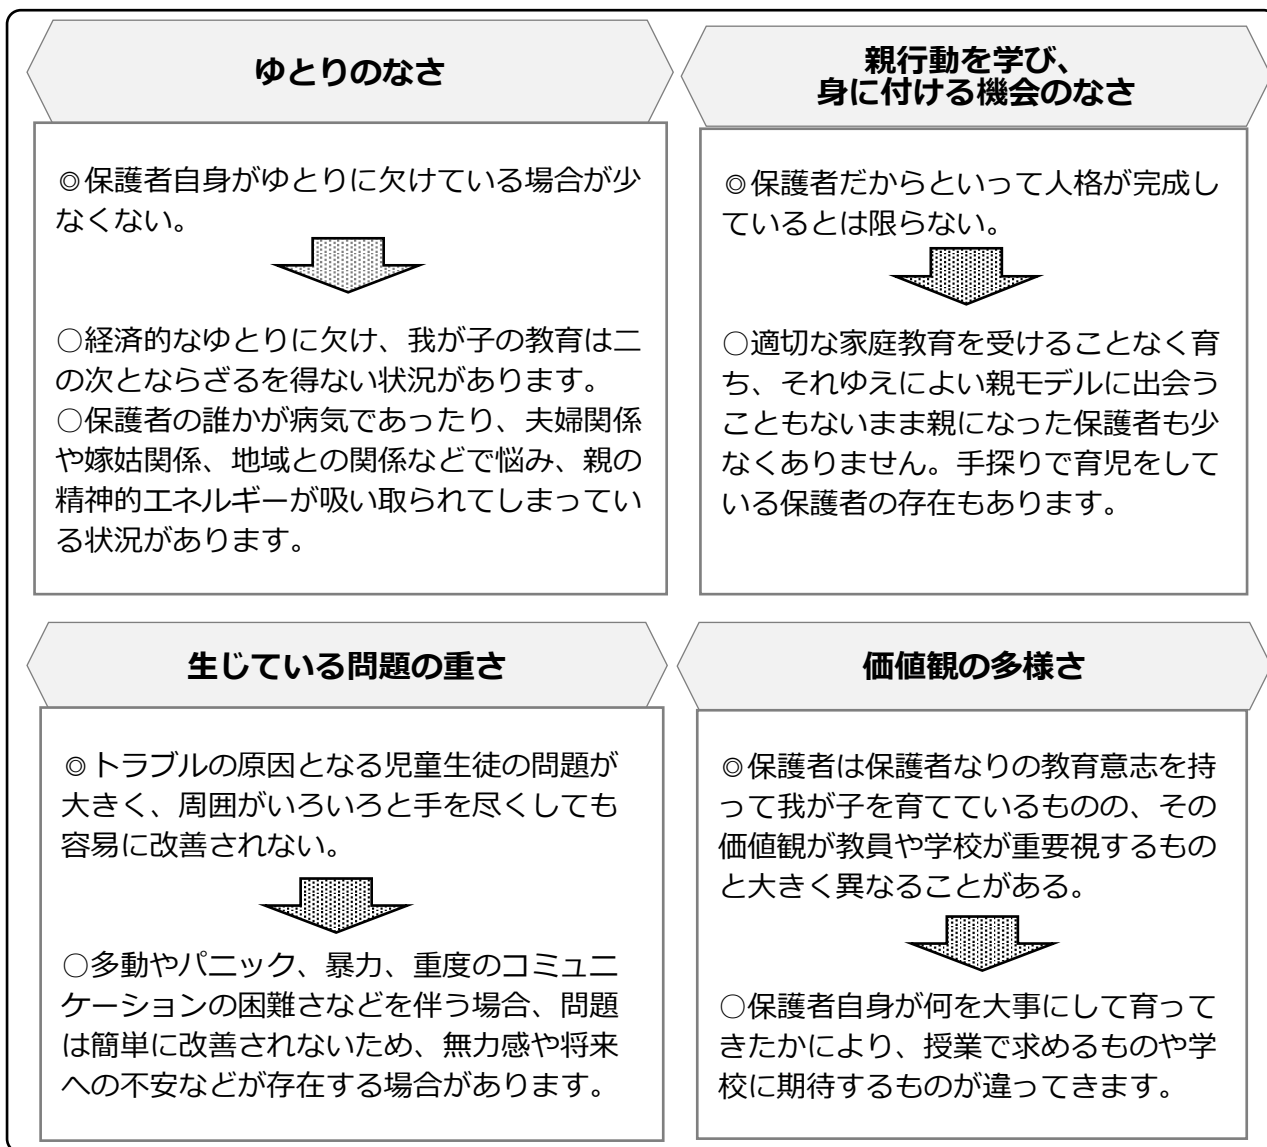 ゆとりのなさ
◎保護者自身がゆとりに欠けている場合が少
なくない。
○経済的なゆとりに欠け、我が子の教育は二
の次とならざるを得ない状況があります。
○保護者の誰かが病気であったり、夫婦関係
や嫁姑関係、地域との関係などで悩み、親の
精神的エネルギーが吸い取られてしまってい
る状況があります。
親行動を学び、
身に付ける機会のなさ
◎保護者だからといって人格が完成し
ているとは限らない。
○適切な家庭教育を受けることなく育
ち、それゆえによい親モデルに出会う
こともないまま親になった保護者も少
なくありません。手探りで育児をして
いる保護者の存在もあります。
生じている問題の重さ
◎トラブルの原因となる児童生徒の問題が
大きく、周囲がいろいろと手を尽くしても
容易に改善されない。
○多動やパニック、暴力、重度のコミュニ
ケーションの困難さなどを伴う場合、問題
は簡単に改善されないため、無力感や将来
への不安などが存在する場合があります。
価値観の多様さ
◎保護者は保護者なりの教育意志を持
って我が子を育てているものの、その
価値観が教員や学校が重要視するもの
と大きく異なることがある。
○保護者自身が何を大事にして育って
きたかにより、授業で求めるものや学
校に期待するものが違ってきます。